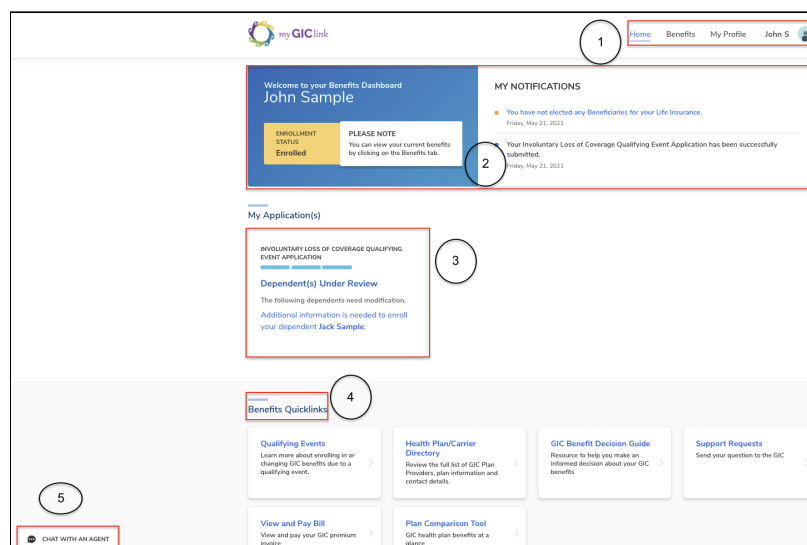 my GIC link
1
Home Benefits My Profile John S
Welcome to your Benefits Dashboard
John Sample
ENROLLMENT
STATUS
Enrolled
PLEASE NOTE
You can view your current benefits
by clicking on the Benefits tab.
MY NOTIFICATIONS
You have not elected any Beneficiaries for your Life Insurance.
Friday, May 21, 2021
Your Involuntary Loss of Coverage Qualifying Event Application has been successfully
submitted.
Friday, May 21, 2021
2
My Application(s)
INVOLUNTARY LOSS OF COVERAGE QUALIFYING
EVENT APPLICATION
Dependent(s) Under Review
The following dependents need modification.
Additional information is needed to enroll
your dependent Jack Sample.
3
Benefits Quicklinks
4
Qualifying Events
Learn more about enrolling in or
changing GIC benefits due to a
qualifying event.
Health Plan/Carrier
Directory
Review the full list of GIC Plan
Providers, plan information and
contact details.
GIC Benefit Decision Guide
Resource to help you make an
informed decision about your GIC
benefits
Support Requests
Send your question to the GIC
5
CHAT WITH AN AGENT
View and Pay Bill
View and pay your GIC premium
invoice
Plan Comparison Tool
GIC health plan benefits at a
glance